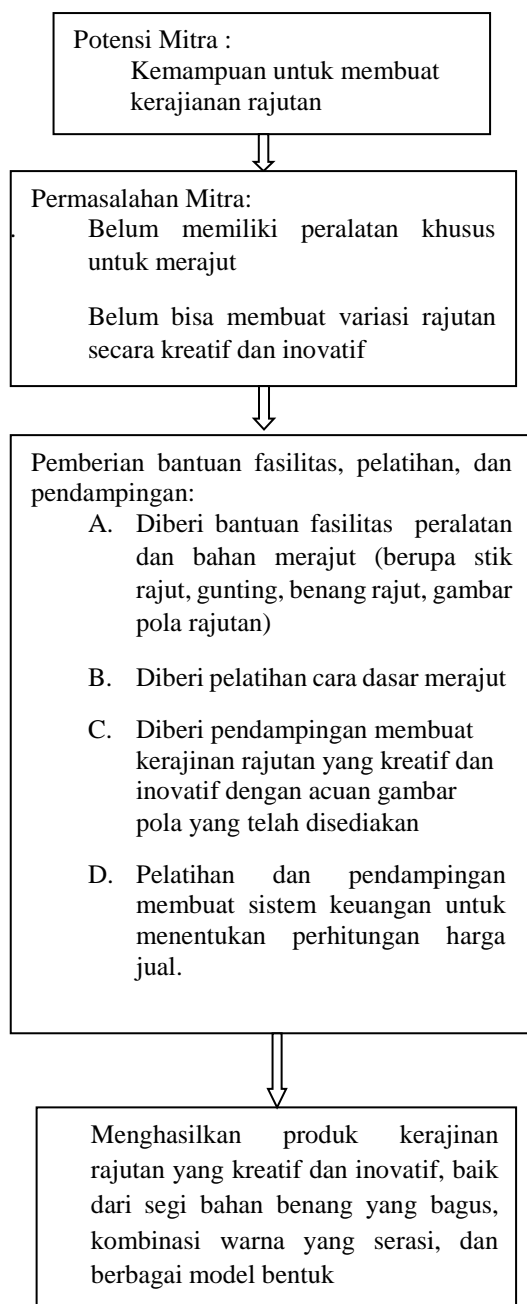 Potensi Mitra :
Kemampuan untuk membuat
kerajianan rajutan
Permasalahan Mitra:
. Belum memiliki peralatan khusus
untuk merajut
Belum bisa membuat variasi rajutan
secara kreatif dan inovatif
Pemberian bantuan fasilitas, pelatihan, dan
pendampingan:
A. Diberi bantuan fasilitas peralatan
dan bahan merajut (berupa stik
rajut, gunting, benang rajut, gambar
pola rajutan)
B. Diberi pelatihan cara dasar merajut
C. Diberi pendampingan membuat
kerajinan rajutan yang kreatif dan
inovatif dengan acuan gambar
pola yang telah disediakan
D. Pelatihan dan pendampingan
membuat sistem keuangan untuk
menentukan perhitungan harga
jual.
Menghasilkan produk kerajinan
rajutan yang kreatif dan inovatif, baik
dari segi bahan benang yang bagus,
kombinasi warna yang serasi, dan
berbagai model bentuk